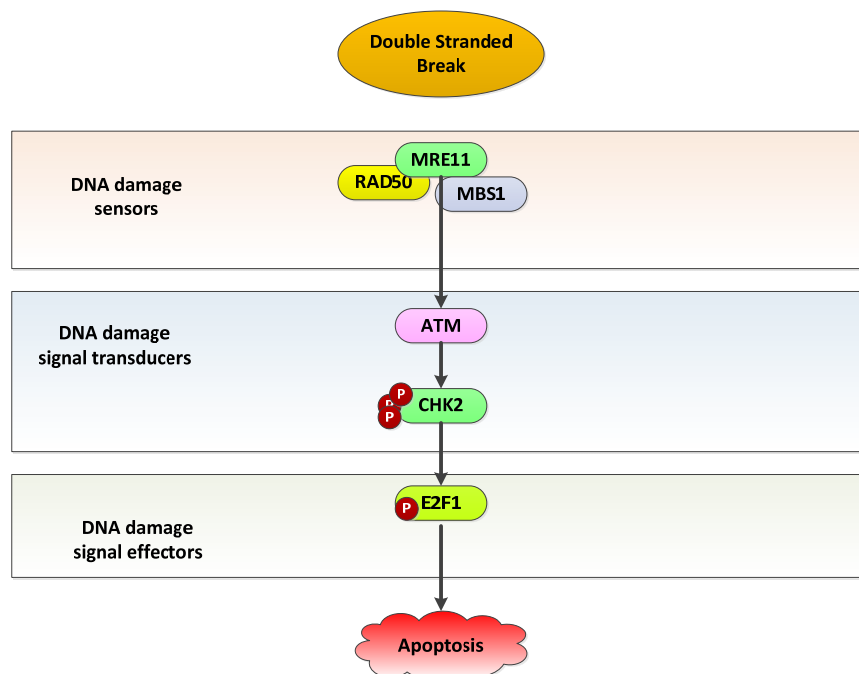 Double Stranded
Break
DNA damage
sensors
MRE11
RAD50
MBS1
DNA damage
signal transducers
ATM
P
P
P
CHK2
DNA damage
signal effectors
P
E2F1
Apoptosis